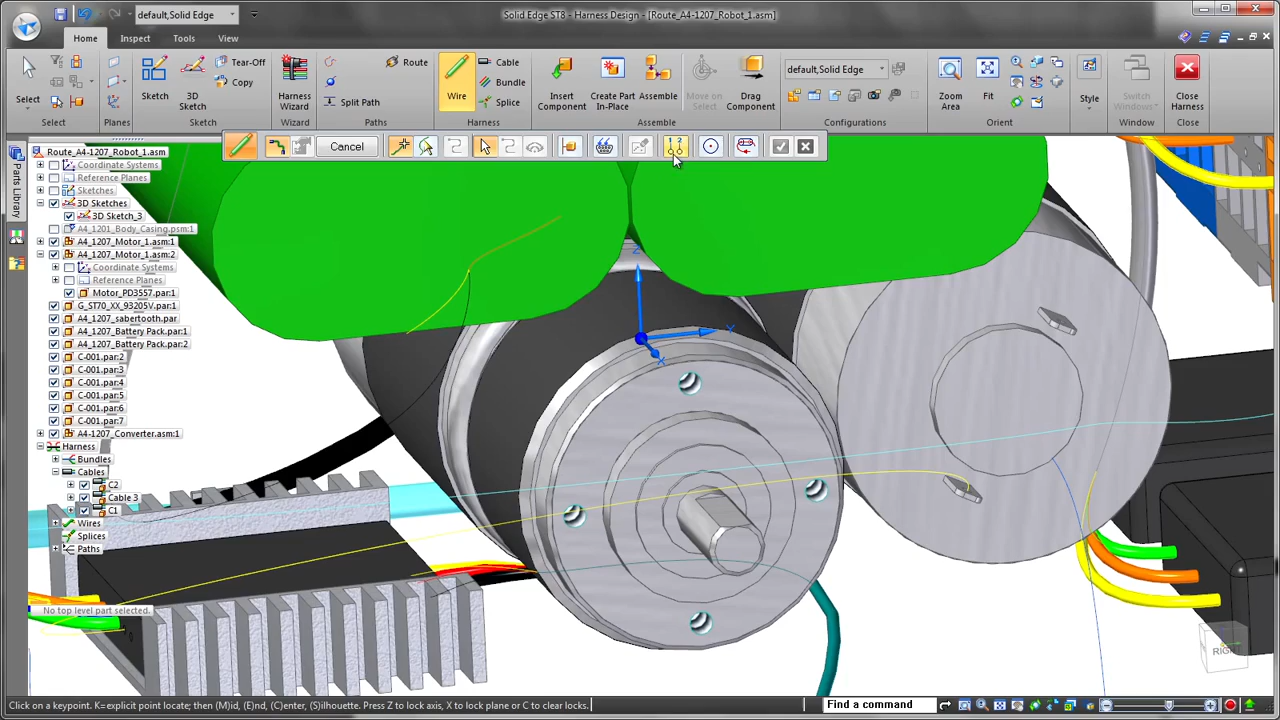 default,Solid Edge
Solid Edge ST8 - Harness Design - [Route_A4-1207_Robot_1.asm]
Home
Inspect
Tools
View
Select
Sketch
3D
Sketch
Tear-Off
Copy
Harness
Wizard
Route
Split Path
Wire
Cable
Bundle
Splice
Insert
Component
Create Part
In-Place
Assemble
Move on
Select
Drag
Component
default,Solid Edge
Zoom
Area
Fit
Style
Switch
Windows
Close
Harness
Select
Paths
Harness
Assemble
Configurations
Orient
Window
Close
Cancel
Parts Library
Route_A4-1207_Robot_1.asm
Coordinate Systems
Reference Planes
Sketches
3D Sketches
3D Sketch_3
A4-1201_Body_Casing.psm:1
A4_1207_Motor_1.asm:1
A4_1207_Motor_1.asm:2
Coordinate Systems
Reference Planes
Motor_PD3557.par:1
G_ST70_XX_93205V.par:1
A4_1207_sabertooth.par
A4_1207_Battery Pack.par:1
A4_1207_Battery Pack.par:2
C-001.par:2
C-001.par:3
C-001.par:4
C-001.par:5
C-001.par:6
C-001.par:7
A4-1207_Converter.asm:1
Harness
Bundles
Cables
C2
Cable 3
C1
Wires
Splices
Paths
No top level part selected.
Z
Y
X
RIGHT
Click on a keypoint. K=explicit point locate; then (M)id, (E)nd, (C)enter, (S)ilhouette. Press Z to lock axis, X to lock plane or C to clear locks.
Find a command